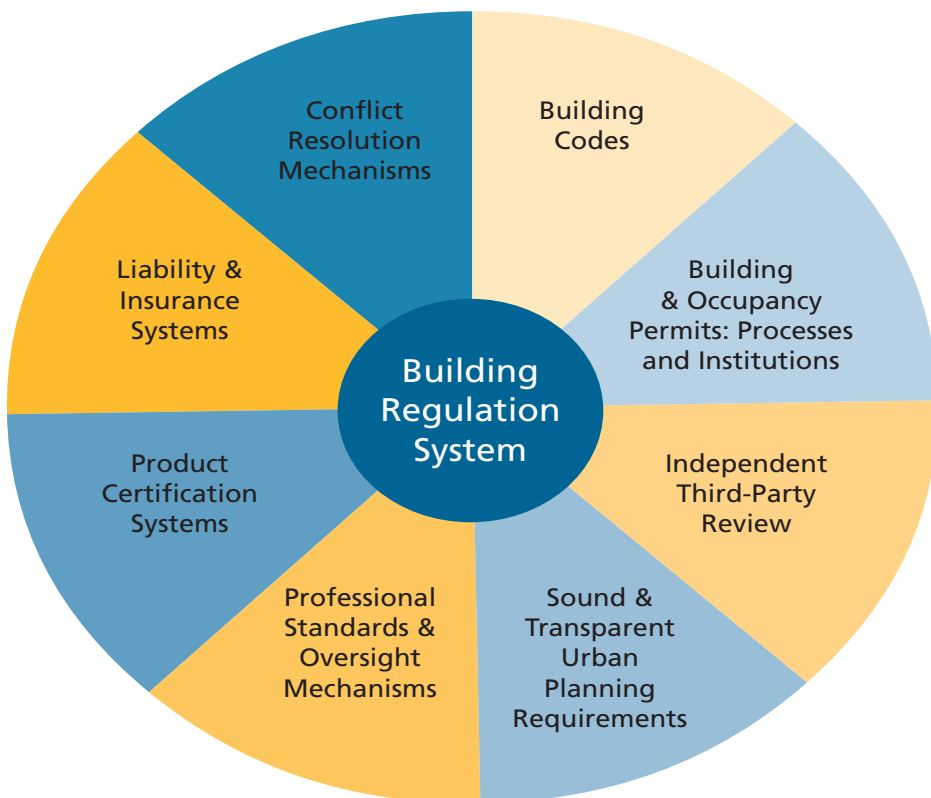 Building
Regulation
System
Building
Codes
Building
& Occupancy
Permits: Processes
and Institutions
Independent
Third-Party
Review
Sound &
Transparent
Urban
Planning
Requirements
Professional
Standards &
Oversight
Mechanisms
Product
Certification
Systems
Liability &
Insurance
Systems
Conflict
Resolution
Mechanisms